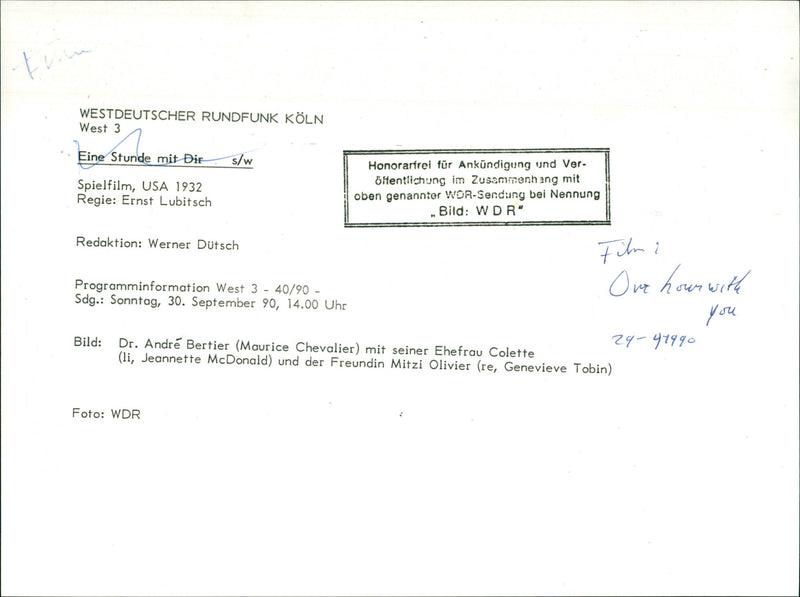 WESTDEUTSCHER RUNDFUNK KÖLN
West 3
Eine Stunde mit Dir s/w
Spielfilm, USA 1932
Regie: Ernst Lubitsch
Honorarfrei für Ankündigung und Ver-
öffentlichung im Zusammenhang mit
oben genannter WDR-Sendung bei Nennung
„Bild: WDR“
Redaktion: Werner Dütsch
Film:
One hour with
you
Programminformation West 3 - 40/90 -
Sdg.: Sonntag, 30. September 90, 14.00 Uhr
Bild: Dr. André Bertier (Maurice Chevalier) mit seiner Ehefrau Colette
(li, Jeannette McDonald) und der Freundin Mitzi Olivier (re, Genevieve Tobin)
Foto: WDR